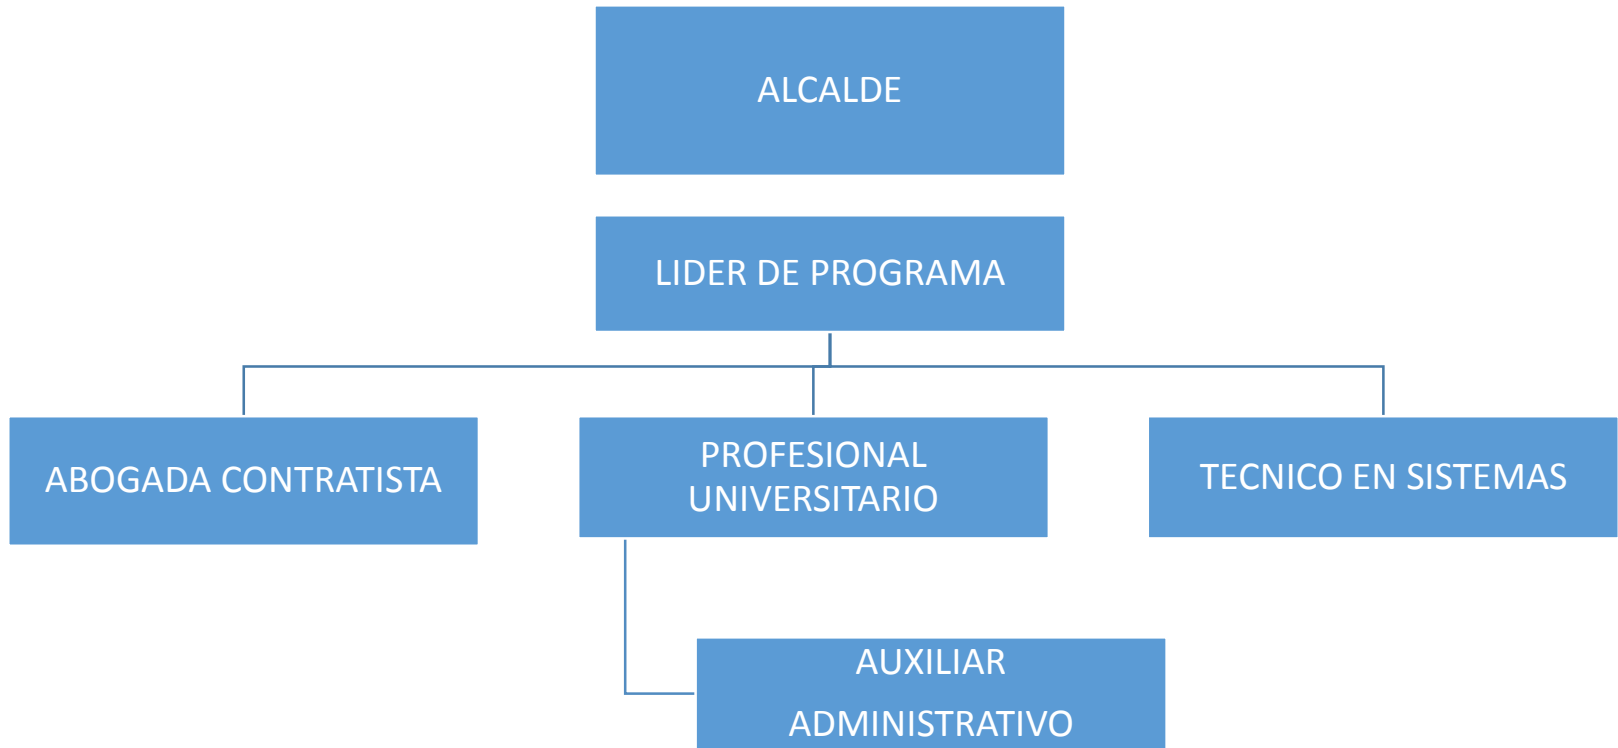 ALCALDE
LIDER DE PROGRAMA
ABOGADA CONTRATISTA
PROFESIONAL
UNIVERSITARIO
TECNICO EN SISTEMAS
AUXILIAR
ADMINISTRATIVO